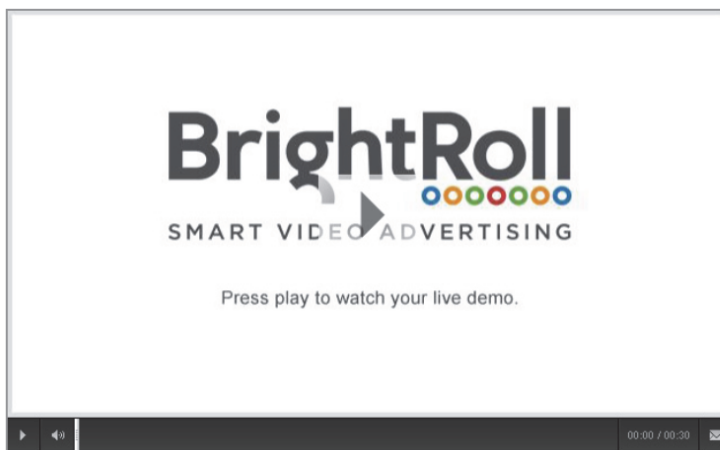 BrightRoll
SMART VIDEO ADVERTISING
Press play to watch your live demo.
00:00 / 00:30